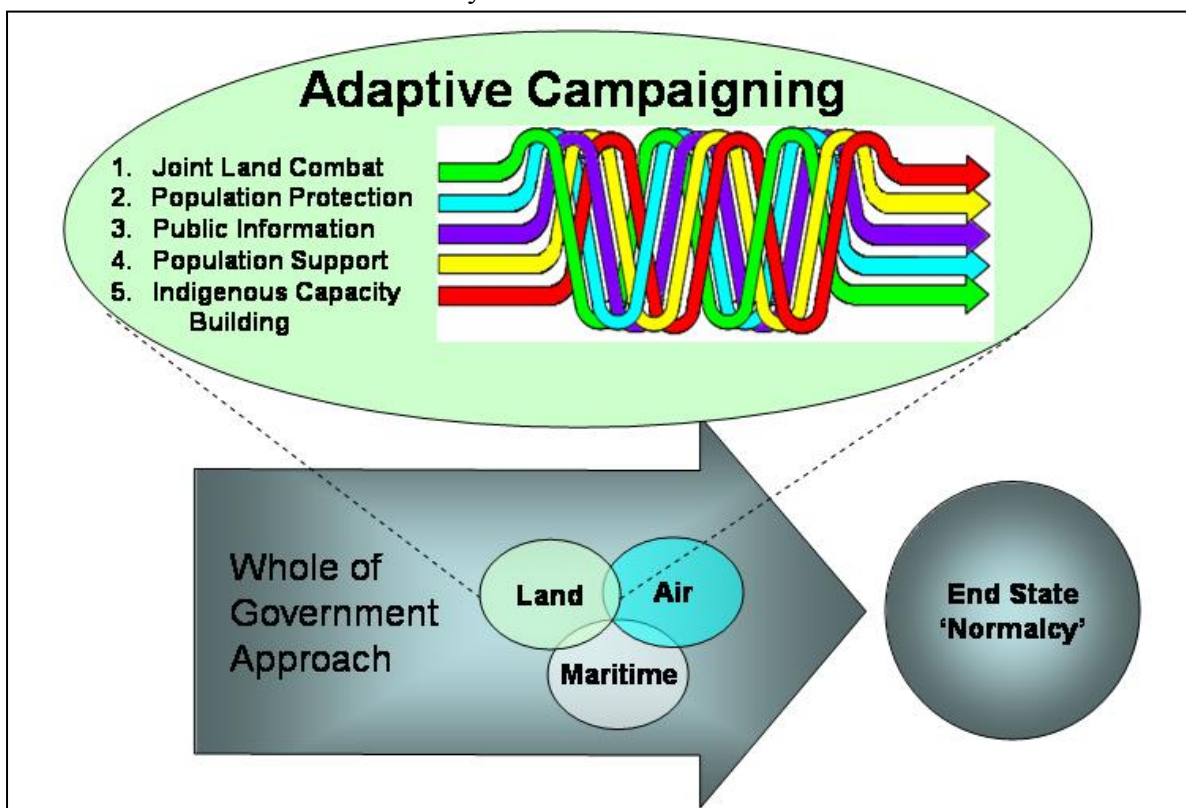 Adaptive Campaigning
1. Joint Land Combat
2. Population Protection
3. Public Information
4. Population Support
5. Indigenous Capacity
Building
Whole of
Government
Approach
Land
Air
Maritime
End State
‘Normalcy’